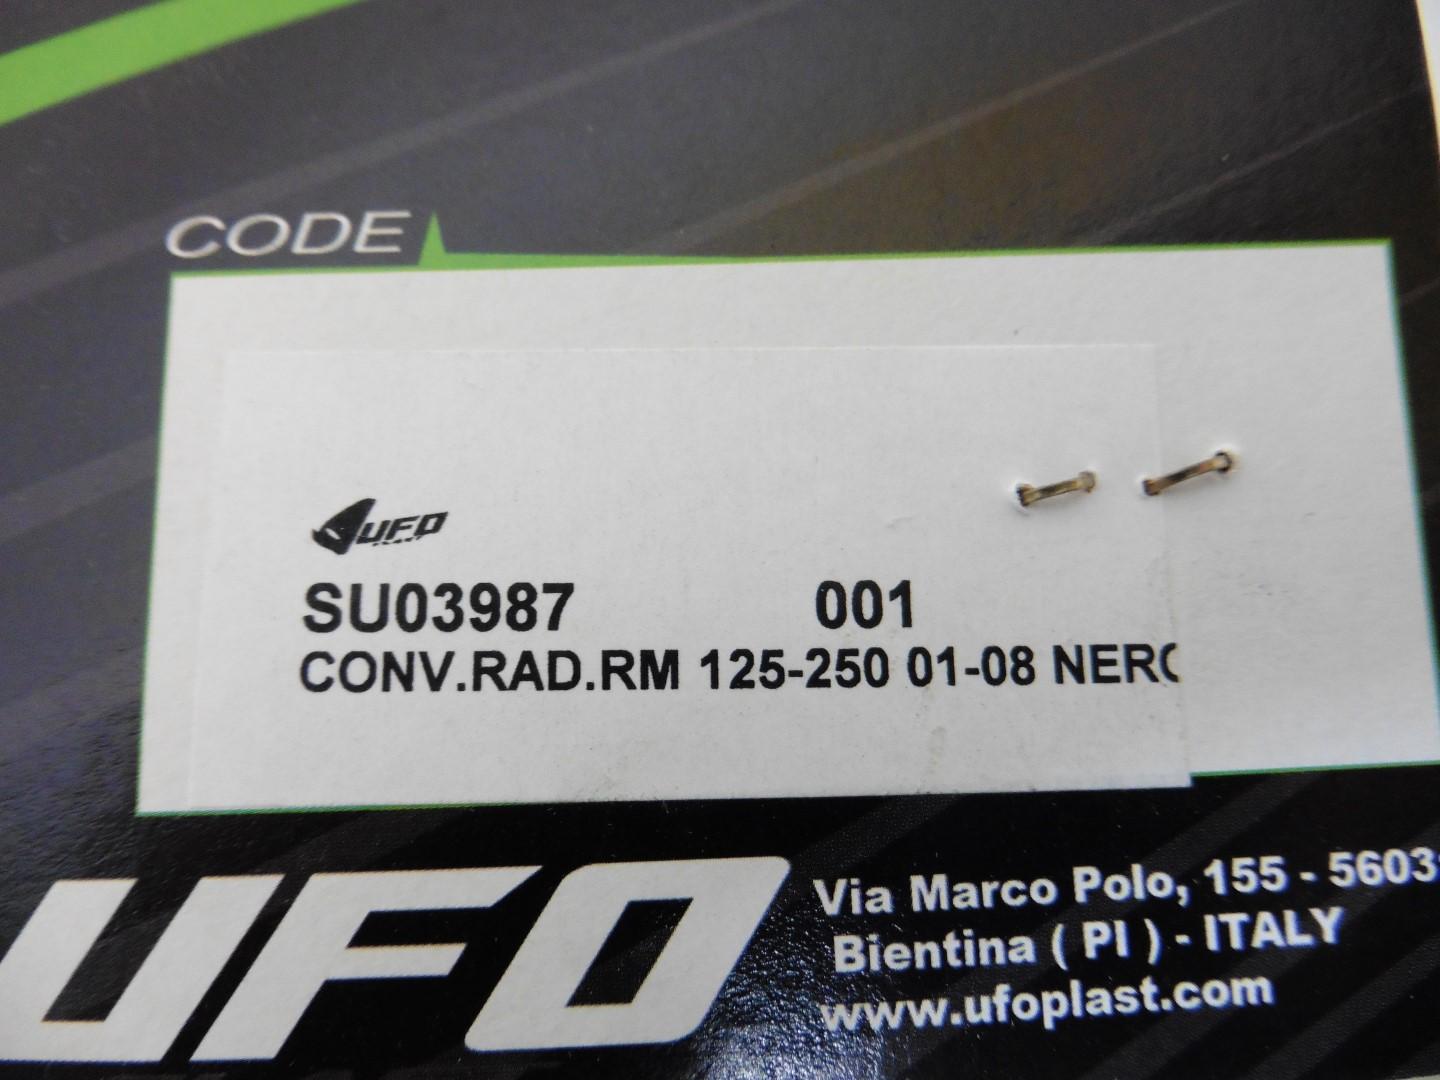 CODE
UFO
PLAST
SU03987 001
CONV.RAD.RM 125-250 01-08 NERO
UFO
Via Marco Polo, 155 - 5603
Bientina ( PI ) - ITALY
www.ufoplast.com